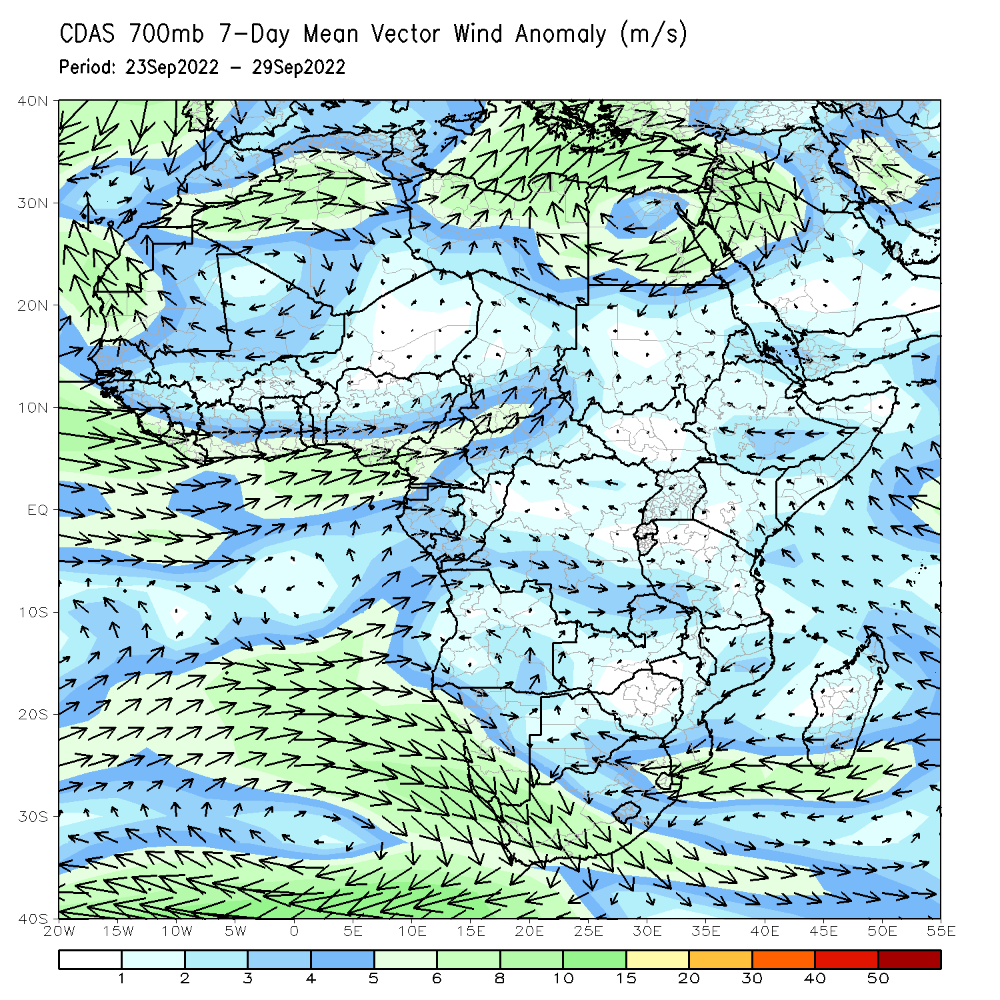 CDAS 700mb 7-Day Mean Vector Wind Anomaly (m/s)
Period: 23Sep2022 - 29Sep2022
40N
30N
20N
10N
EQ
10S
20S
30S
40S
20W 15W 10W 5W 0 5E 10E 15E 20E 25E 30E 35E 40E 45E 50E 55E
1 2 3 4 5 6 8 10 15 20 30 40 50